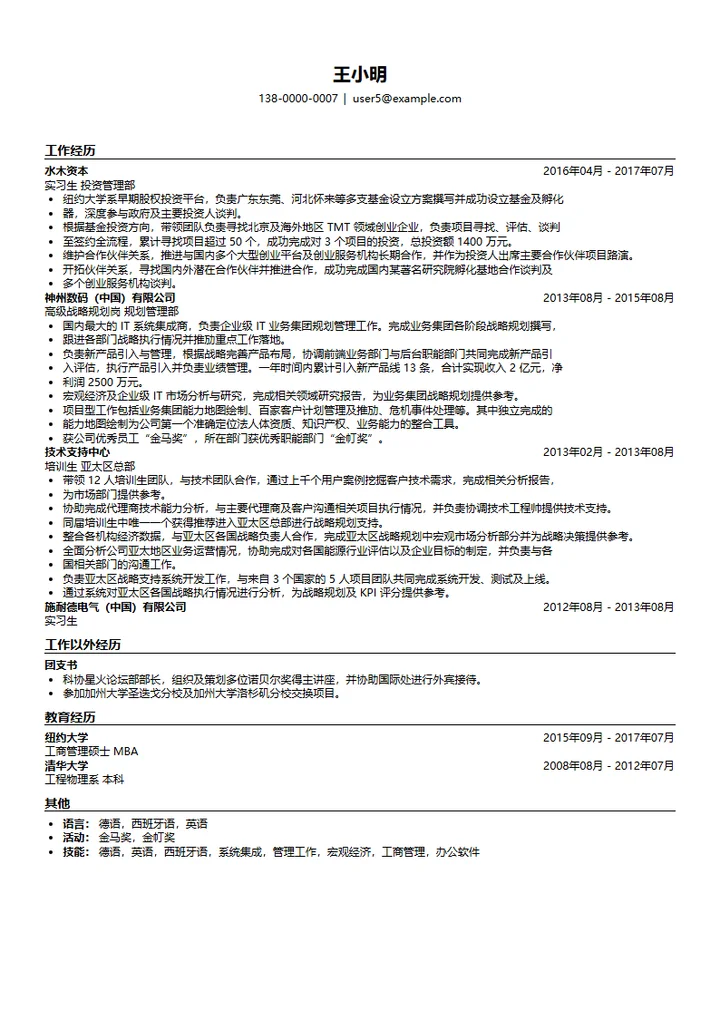 王小明
138-0000-0007 | user5@example.com
工作经历
水木资本 2016年04月 - 2017年07月
实习生 投资管理部
• 纽约大学系早期股权投资平台，负责广东东莞、河北怀来等多支基金设立方案撰写并成功设立基金及孵化
• 器，深度参与政府及主要投资人谈判。
• 根据基金投资方向，带领团队负责寻找北京及海外地区 TMT 领域创业企业，负责项目寻找、评估、谈判
• 至签约全流程，累计寻找项目超过 50 个，成功完成对 3 个项目的投资，总投资额 1400 万元。
• 维护合作伙伴关系，推进与国内多个大型创业平台及创业服务机构长期合作，并作为投资人出席主要合作伙伴项目路演。
• 开拓伙伴关系，寻找国内外潜在合作伙伴并推进合作，成功完成国内某著名研究院孵化基地合作谈判及
• 多个创业服务机构谈判。
神州数码（中国）有限公司 2013年08月 - 2015年08月
高级战略规划岗 规划管理部
• 国内最大的 IT 系统集成商，负责企业级 IT 业务集团规划管理工作。完成业务集团各阶段战略规划撰写，
• 跟进各部门战略执行情况并推动重点工作落地。
• 负责新产品引入与管理，根据战略完善产品布局，协调前端业务部门与后台职能部门共同完成新产品引
• 入评估，执行产品引入并负责业绩管理。一年时间内累计引入新产品线 13 条，合计实现收入 2 亿元，净
• 利润 2500 万元。
• 宏观经济及企业级 IT 市场分析与研究，完成相关领域研究报告，为业务集团战略规划提供参考。
• 项目型工作包括业务集团能力地图绘制、百家客户计划管理及推动、危机事件处理等。其中独立完成的
• 能力地图绘制为公司第一个准确定位法人体资质、知识产权、业务能力的整合工具。
• 获公司优秀员工“金马奖”，所在部门获优秀职能部门“金帆奖”。
技术支持中心 2013年02月 - 2013年08月
培训生 亚太区总部
• 带领 12 人培训生团队，与技术团队合作，通过上千个用户案例挖掘客户技术需求，完成相关分析报告，
• 为市场部门提供参考。
• 协助完成代理商技术能力分析，与主要代理商及客户沟通相关项目执行情况，并负责协调技术工程师提供技术支持。
• 同届培训生中唯一一个获得推荐进入亚太区总部进行战略规划支持。
• 整合各机构经济数据，与亚太区各国战略负责人合作，完成亚太区战略规划中宏观市场分析部分并为战略决策提供参考。
• 全面分析公司亚太地区业务运营情况，协助完成对各国能源行业评估以及企业目标的制定，并负责与各
• 国相关部门的沟通工作。
• 负责亚太区战略支持系统开发工作，与来自 3 个国家的 5 人项目团队共同完成系统开发、测试及上线。
• 通过系统对亚太区各国战略执行情况进行分析，为战略规划及 KPI 评分提供参考。
施耐德电气（中国）有限公司 2012年08月 - 2013年08月
实习生
工作以外经历
团支书
• 科协星火论坛部部长，组织及策划多位诺贝尔奖得主讲座，并协助国际处进行外宾接待。
• 参加加州大学圣迭戈分校及加州大学洛杉矶分校交换项目。
教育经历
纽约大学 2015年09月 - 2017年07月
工商管理硕士 MBA
清华大学 2008年08月 - 2012年07月
工程物理系 本科
其他
• 语言： 德语，西班牙语，英语
• 活动： 金马奖，金帆奖
• 技能： 德语，英语，西班牙语，系统集成，管理工作，宏观经济，工商管理，办公软件